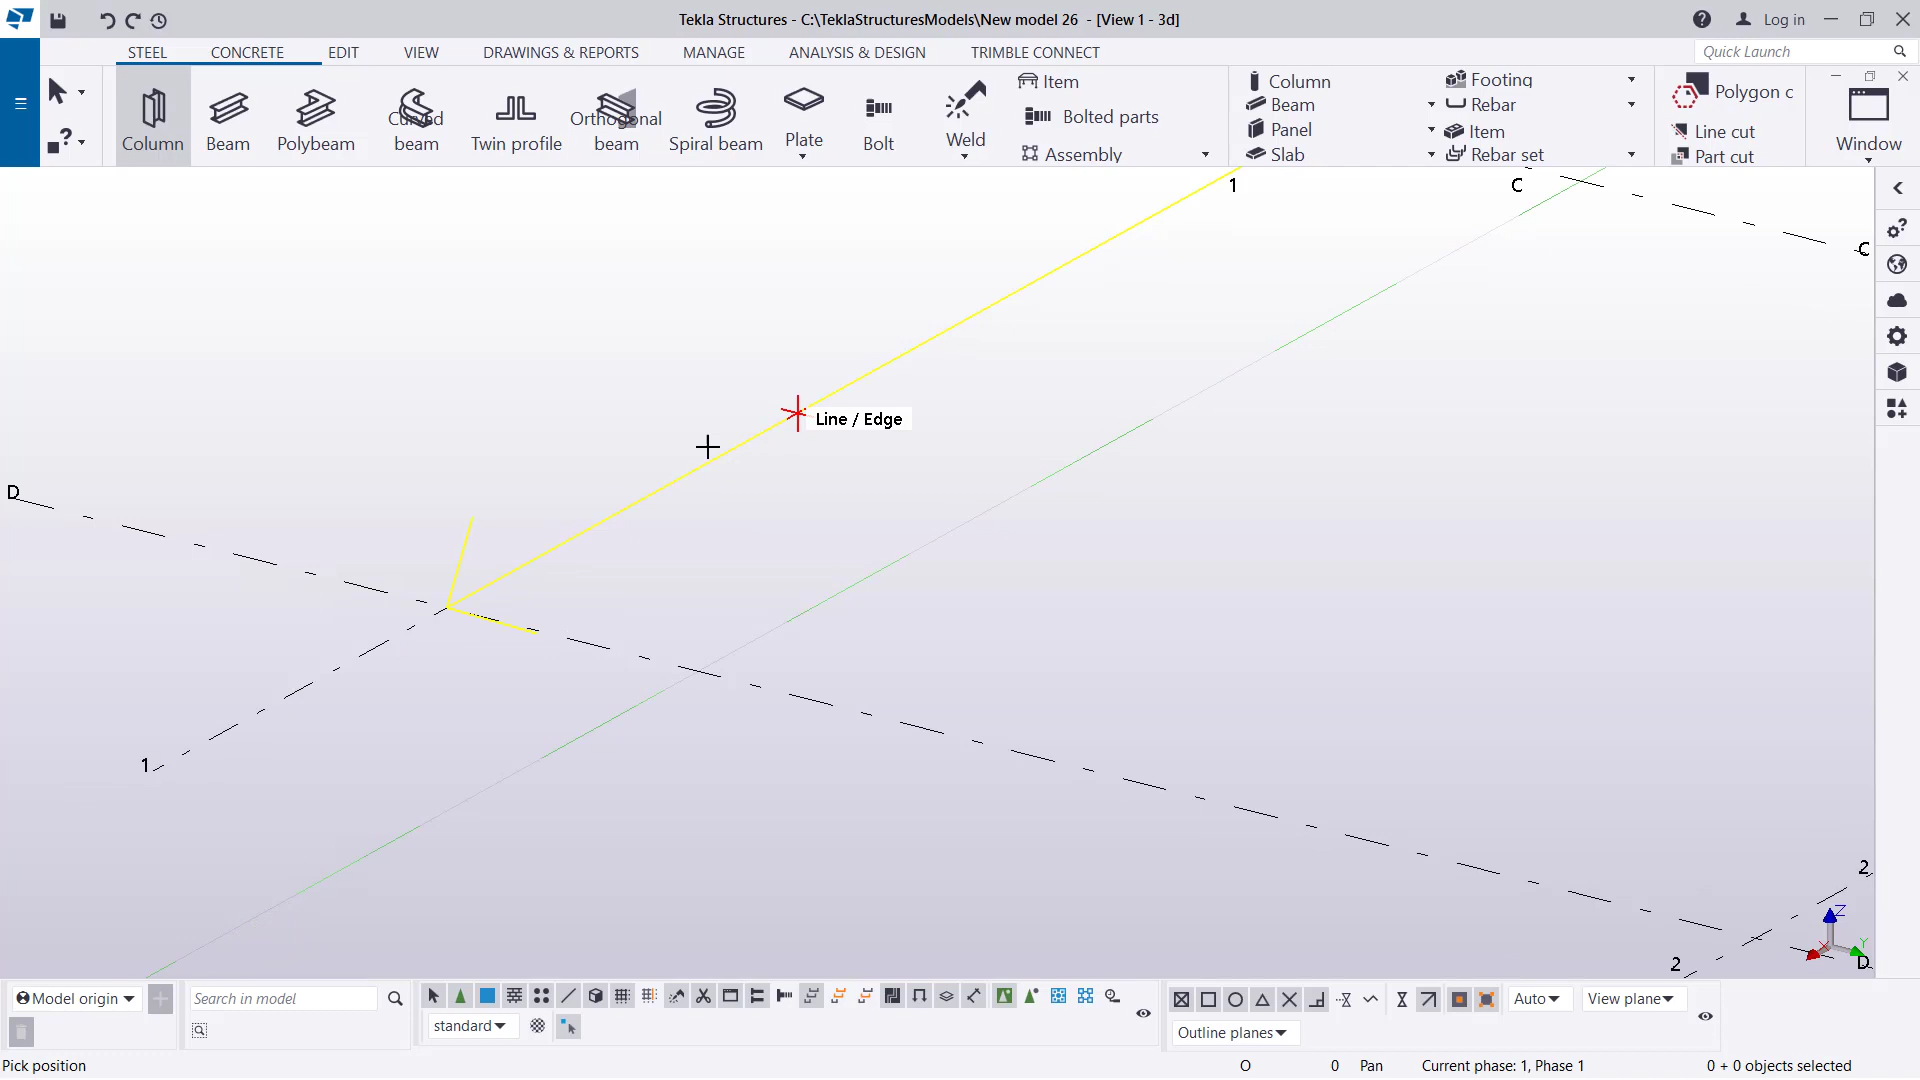 Tekla Structures - C:\TeklaStructuresModels\New model 26 - [View 1 - 3d]
Log in
STEEL CONCRETE EDIT VIEW DRAWINGS & REPORTS MANAGE ANALYSIS & DESIGN TRIMBLE CONNECT
Quick Launch
Column
Beam
Polybeam
Curved beam
Twin profile
Orthogonal beam
Spiral beam
Plate
Bolt
Weld
Item
Bolted parts
Assembly
Column
Beam
Panel
Slab
Footing
Rebar
Item
Rebar set
Polygon c
Line cut
Part cut
Window
1
C
C
Line / Edge
D
1
2
2
Z
X
Y
D
Model origin
Search in model
standard
Auto
View plane
Outline planes
Pick position
O 0 Pan Current phase: 1, Phase 1 0 + 0 objects selected